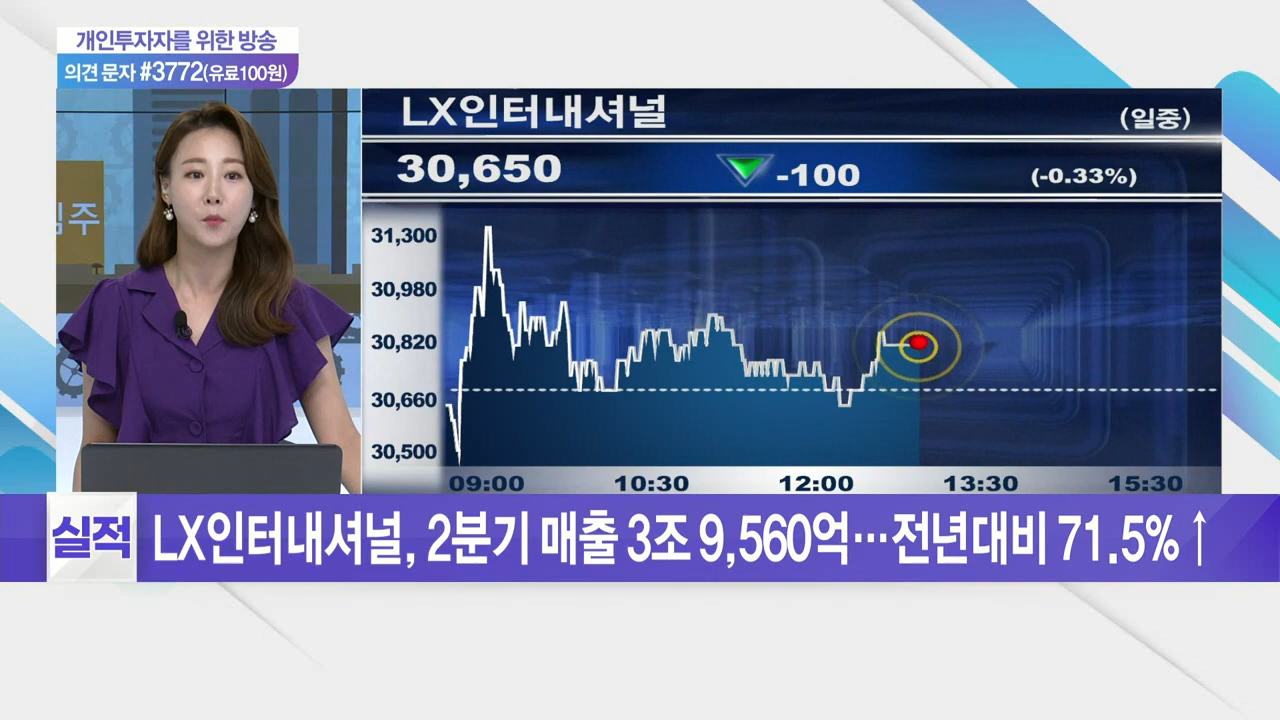 개인투자자를 위한 방송
의견 문자 #3772(유료100원)
LX인터내셔널
(일중)
30,650
-100
(-0.33%)
31,300
30,980
30,820
30,660
30,500
09:00 10:30 12:00 13:30 15:30
실적
LX인터내셔널, 2분기 매출 3조 9,560억…전년대비 71.5%↑